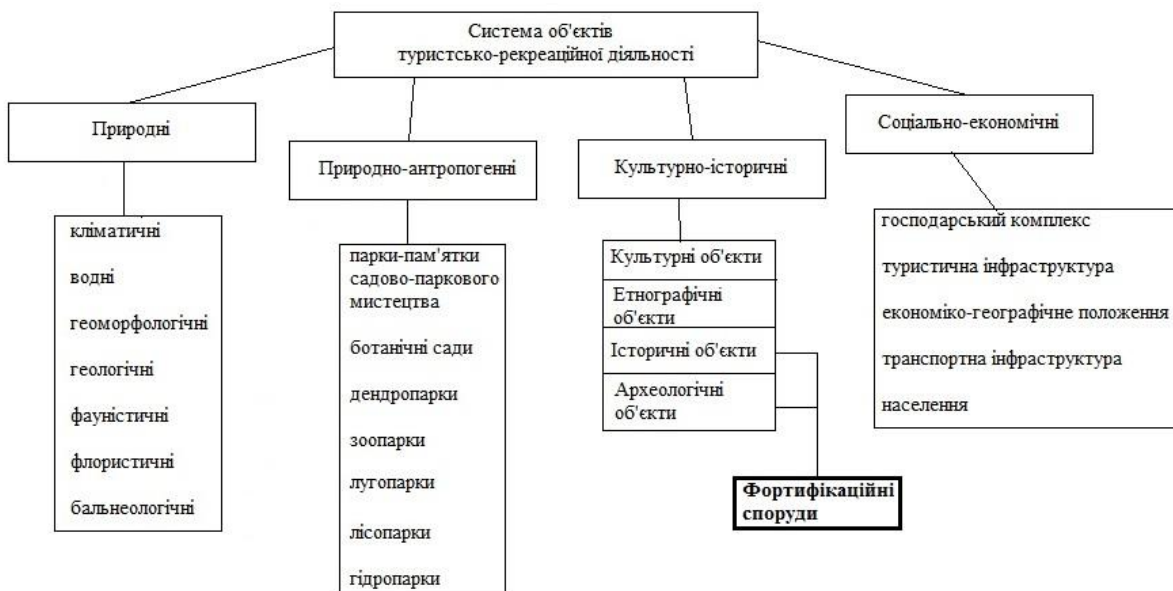 Система об'єктів
туристсько-рекреаційної діяльності
Природні
Природно-антропогенні
Культурно-історичні
Соціально-економічні
кліматичні
водні
геоморфологічні
геологічні
фауністичні
флористичні
бальнеологічні
парки-пам'ятки
садово-паркового
мистецтва
ботанічні сади
дендропарки
зоопарки
лугопарки
лісопарки
гідропарки
Культурні об'єкти
Етнографічні
об'єкти
Історичні об'єкти
Археологічні
об'єкти
Фортифікаційні
споруди
господарський комплекс
туристична інфраструктура
економіко-географічне положення
транспортна інфраструктура
населення